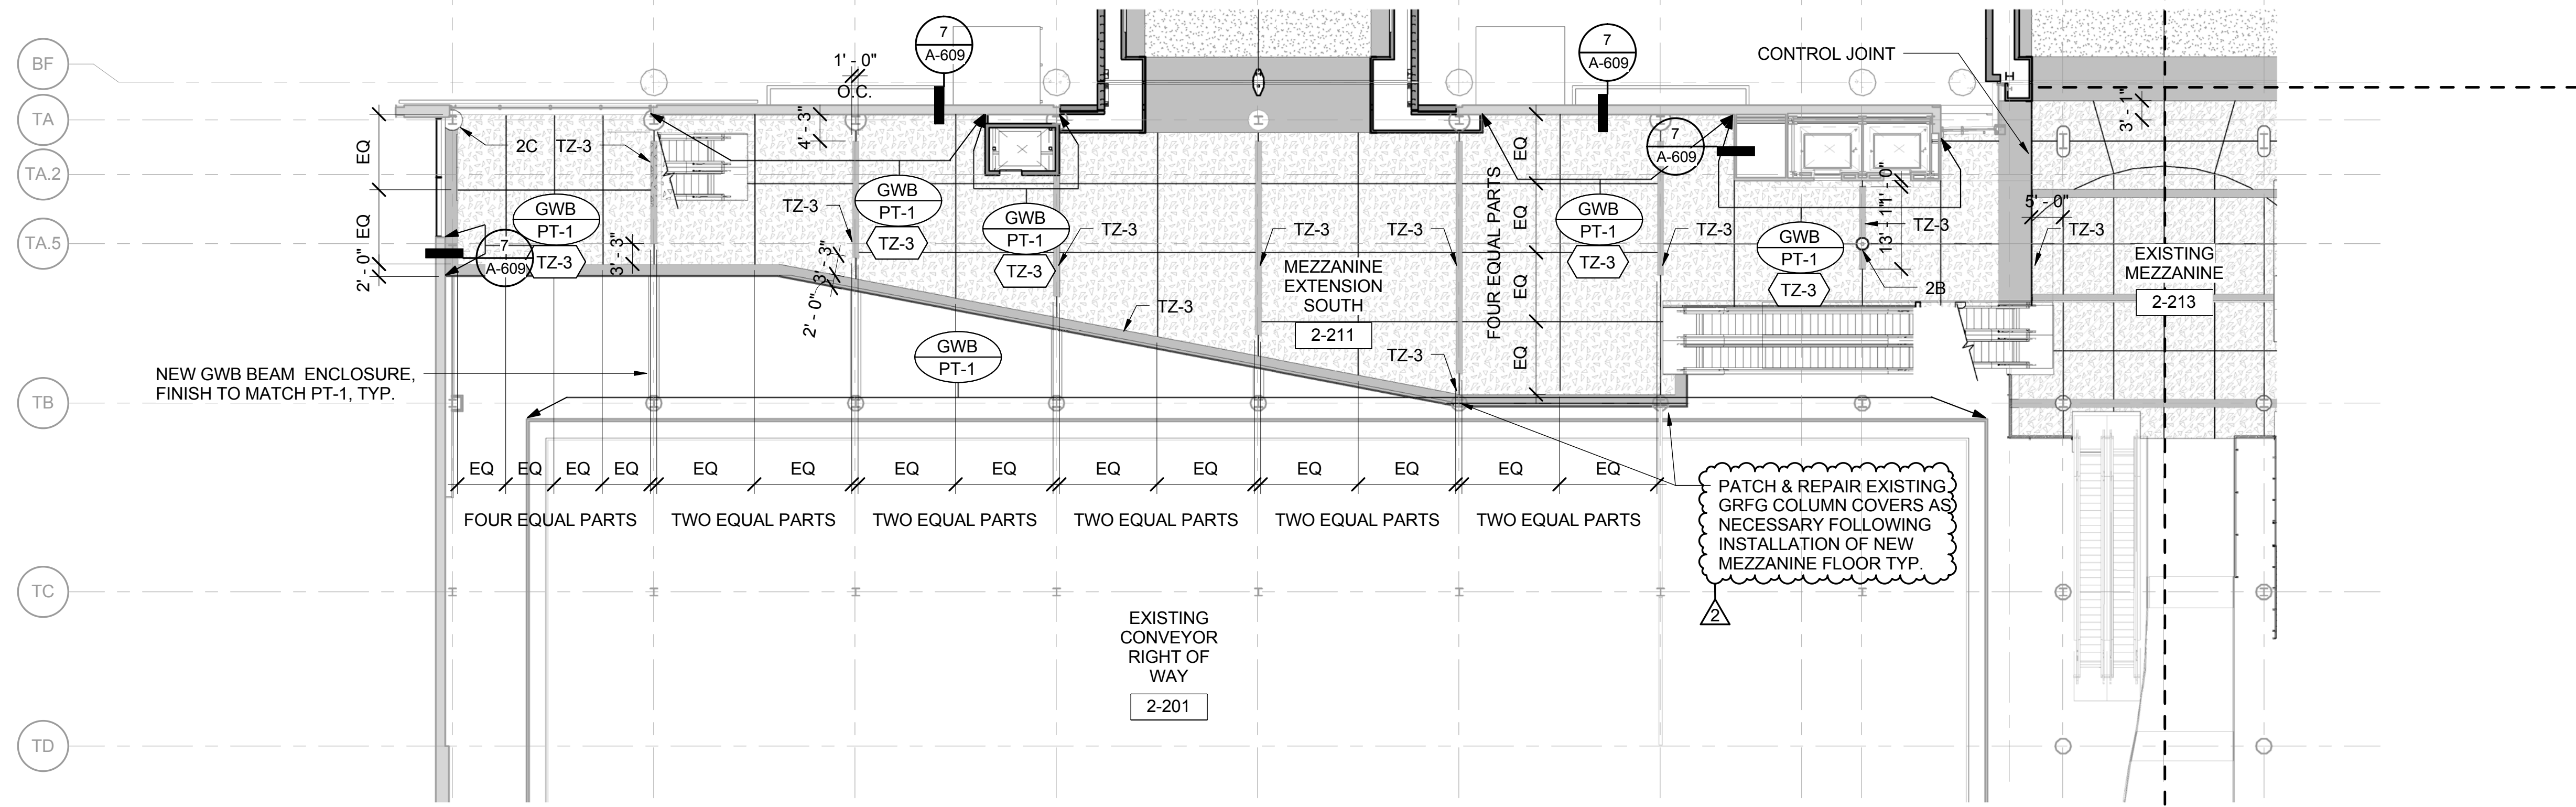 BF
TA
TA.2
TA.5
TB
TC
TD
7
A-609
7
A-609
7
A-609
7
A-609
CONTROL JOINT
1' - 0"
O.C.
4' - 3"
3' - 1"
EQ
EQ
2' - 0"
2C
TZ-3
GWB
PT-1
TZ-3
3' - 3"
GWB
PT-1
TZ-3
TZ-3
3' - 3"
2' - 0"
GWB
PT-1
TZ-3
TZ-3
TZ-3
TZ-3
TZ-3
TZ-3
MEZZANINE
EXTENSION
SOUTH
2-211
FOUR EQUAL PARTS
EQ
EQ
EQ
EQ
GWB
PT-1
TZ-3
TZ-3
GWB
PT-1
TZ-3
1' - 0"
13' - 1"
TZ-3
2B
5' - 0"
TZ-3
EXISTING
MEZZANINE
2-213
GWB
PT-1
NEW GWB BEAM ENCLOSURE,
FINISH TO MATCH PT-1, TYP.
EQ EQ EQ EQ EQ EQ EQ EQ EQ EQ EQ EQ EQ EQ
FOUR EQUAL PARTS
TWO EQUAL PARTS
TWO EQUAL PARTS
TWO EQUAL PARTS
TWO EQUAL PARTS
TWO EQUAL PARTS
PATCH & REPAIR EXISTING
GRFG COLUMN COVERS AS
NECESSARY FOLLOWING
INSTALLATION OF NEW
MEZZANINE FLOOR TYP.
2
EXISTING
CONVEYOR
RIGHT OF
WAY
2-201